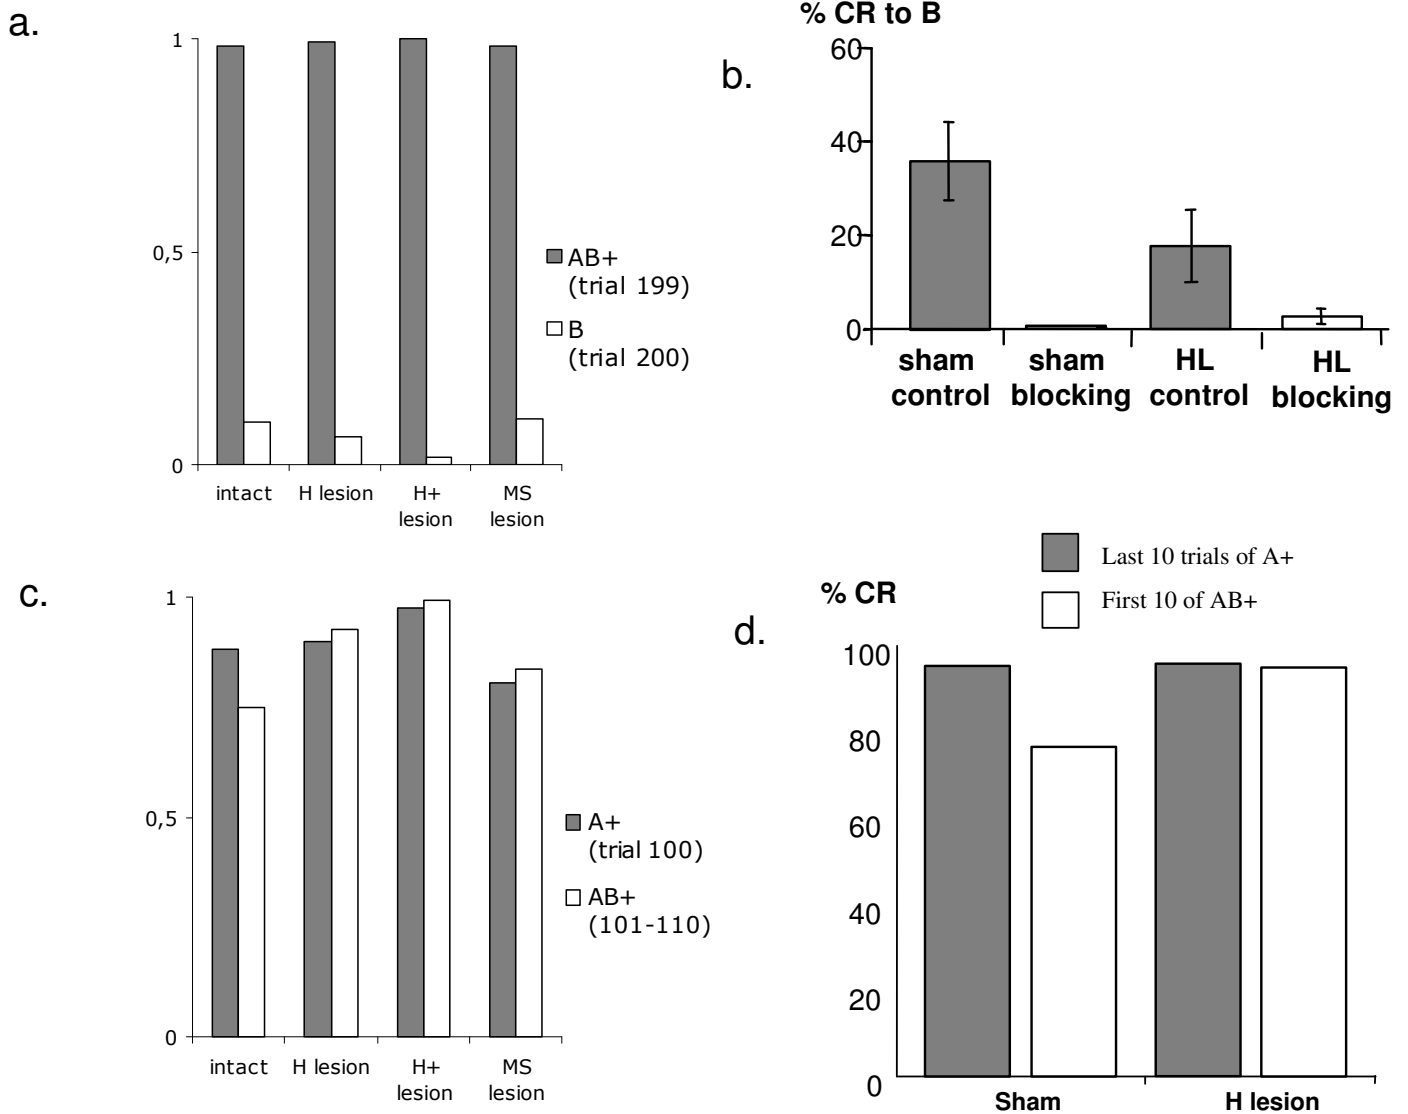 a.
1
0,5
0
AB+
(trial 199)
B
(trial 200)
intact
H lesion
H+
lesion
MS
lesion
b.
% CR to B
60
40
20
0
sham
control
sham
blocking
HL
control
HL
blocking
c.
1
0,5
0
A+
(trial 100)
AB+
(101-110)
intact
H lesion
H+
lesion
MS
lesion
d.
% CR
Last 10 trials of A+
First 10 of AB+
100
80
60
40
20
0
Sham
H lesion